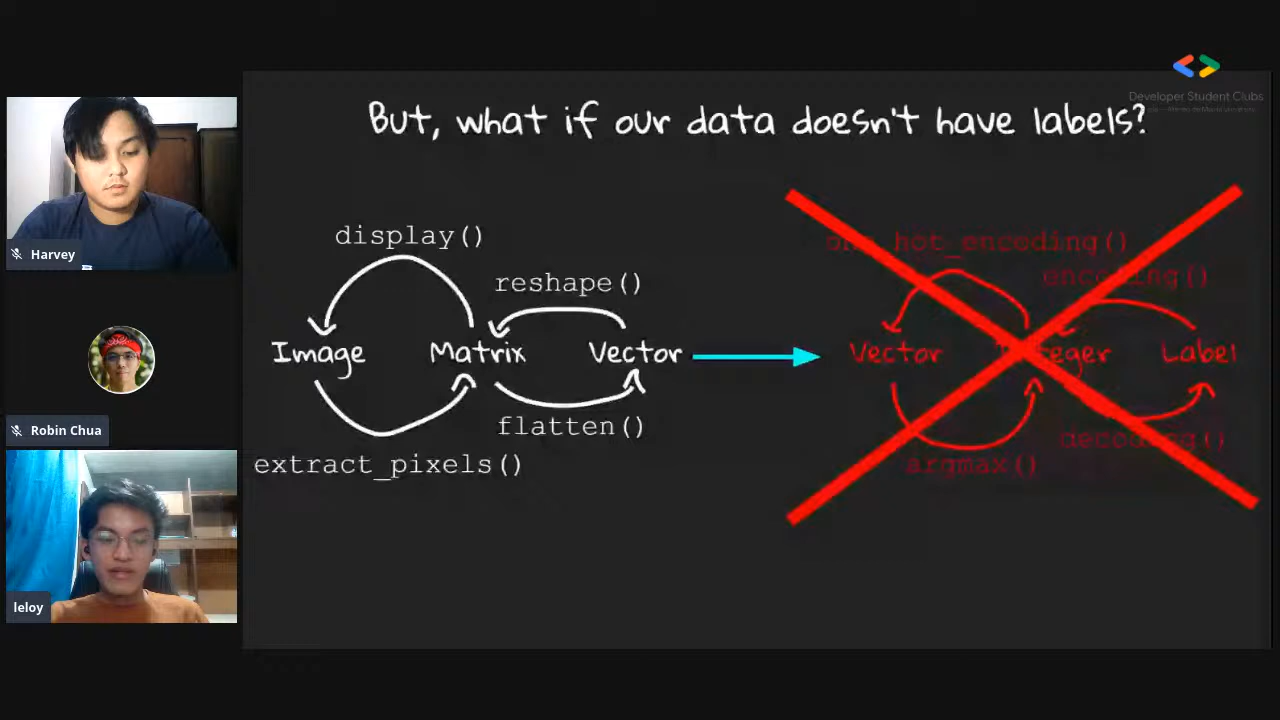 Developer Student Clubs
But, what if our data doesn't have labels?
display()
reshape()
Image
Matrix
Vector
flatten()
extract_pixels()
one_hot_encoding()
encoding()
Vector
Integer
Label
decoding()
argmax()
Harvey
Robin Chua
leloy